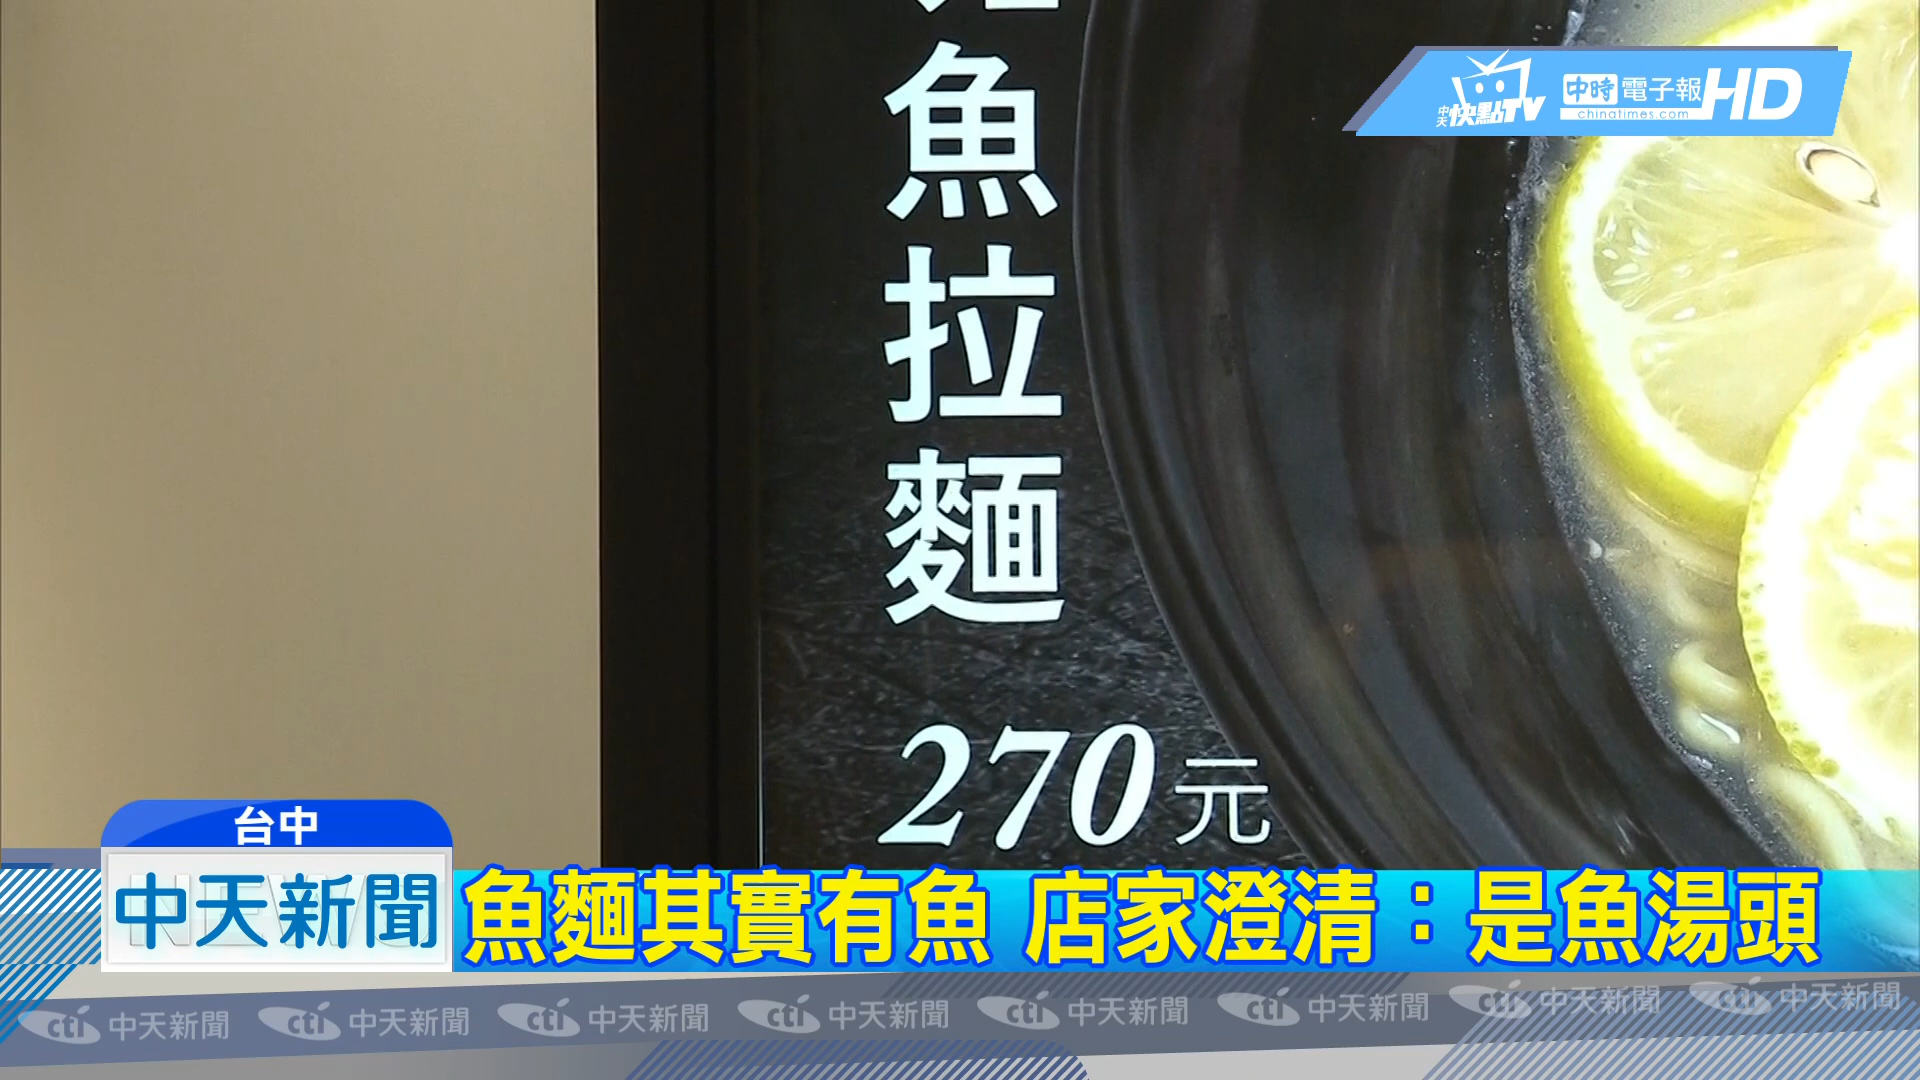 魚拉麵
270元
中天快點TV
中時電子報HD
chinatimes.com
台中
中天新聞
魚麵其實有魚 店家澄清：是魚湯頭
cti 中天新聞 cti 中天新聞 cti 中天新聞 cti 中天新聞 cti 中天新聞 cti 中天新聞 cti 中天新聞 cti 中天新聞